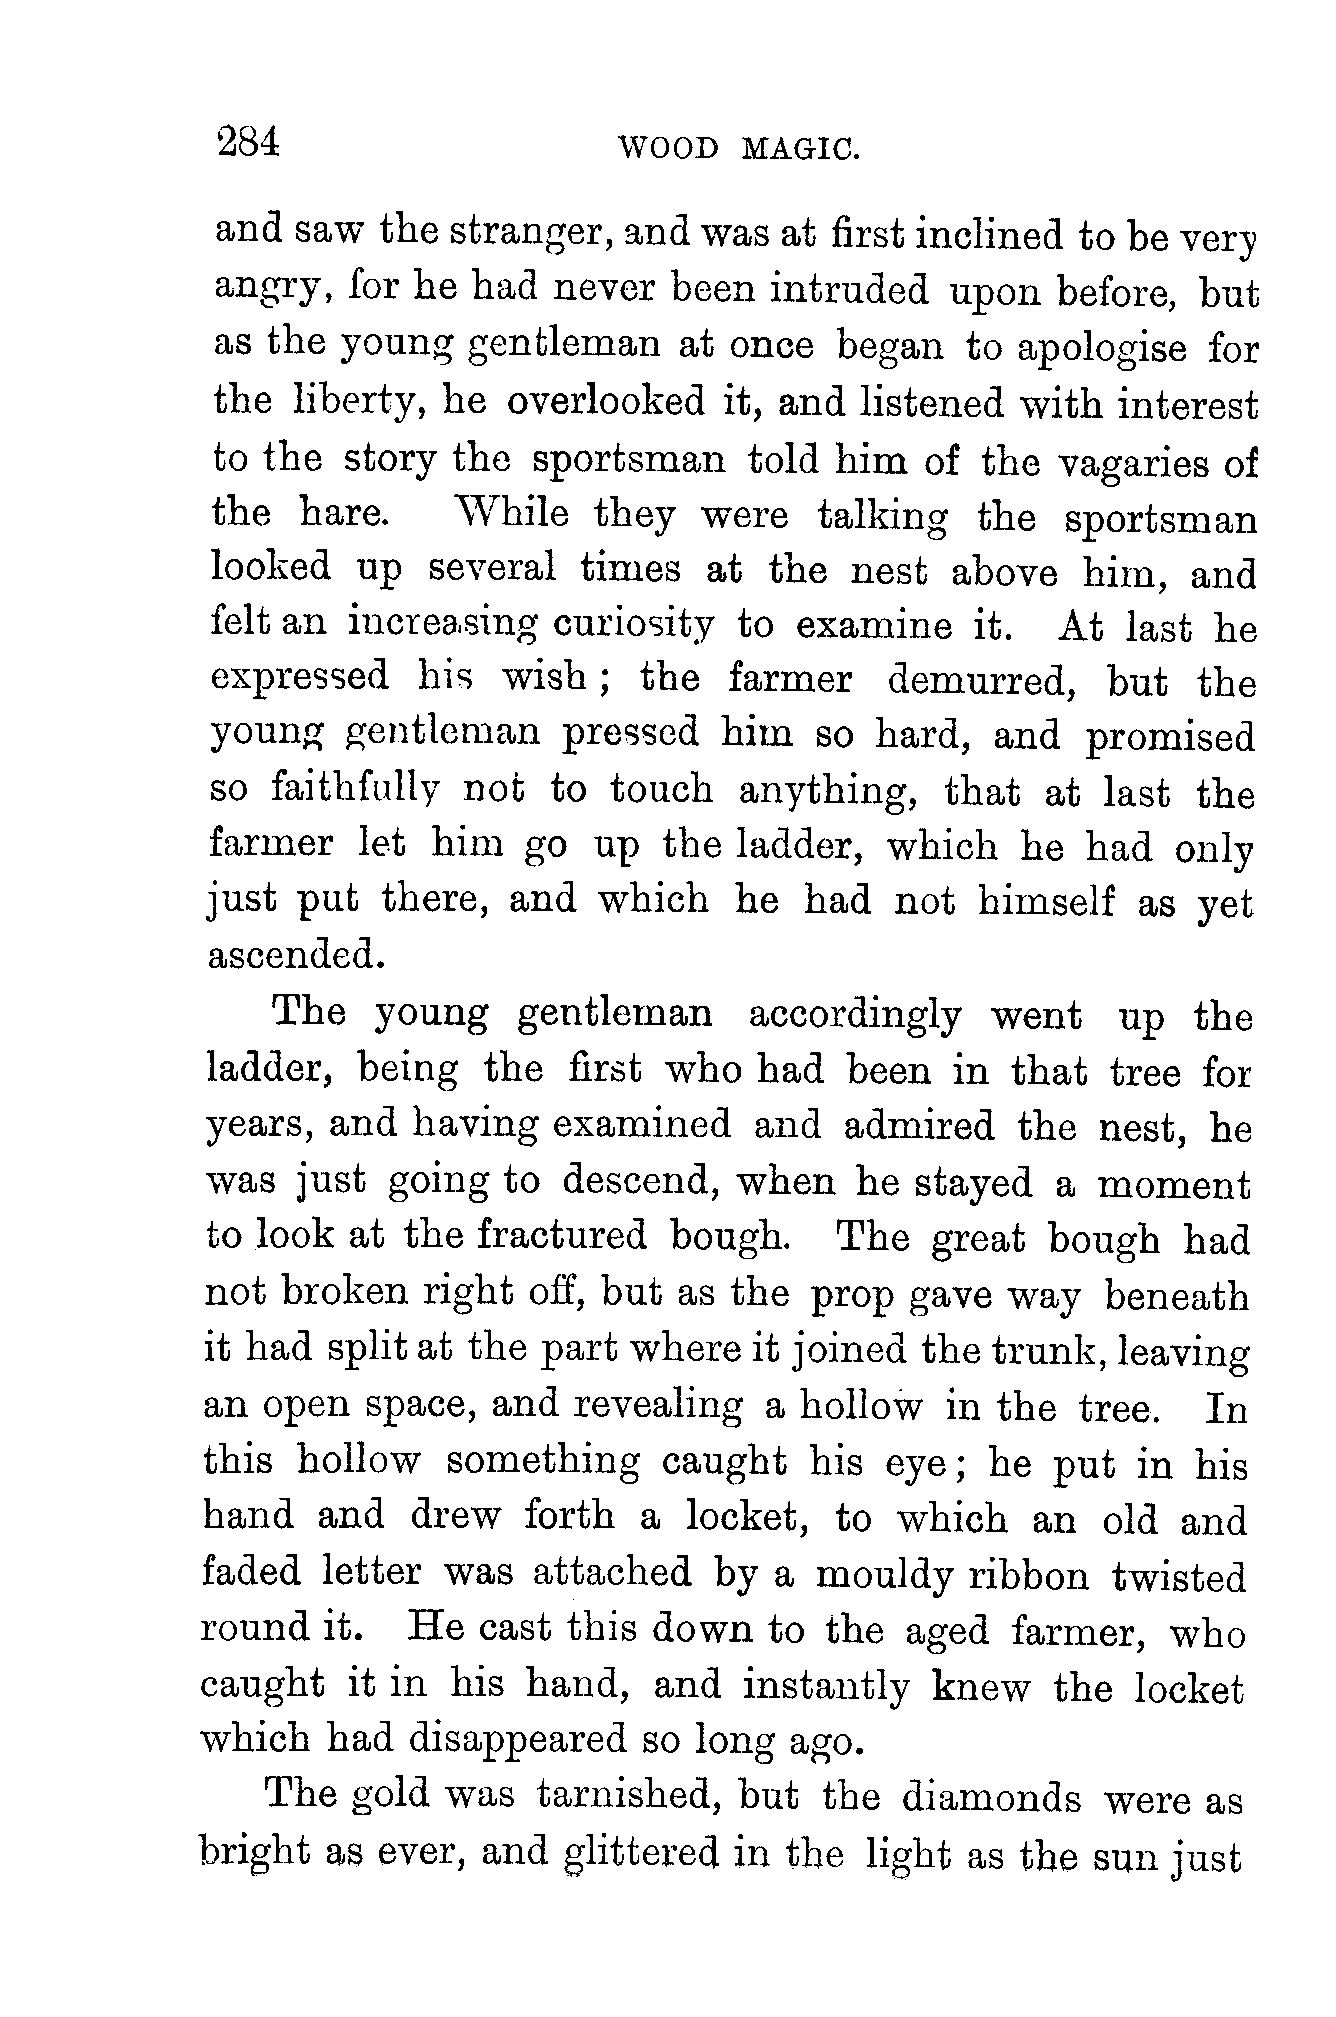 284 WOOD MAGIC.
and saw the stranger, and was at first inclined to be very
angry, for he had never been intruded upon before, but
as the young gentleman at once began to apologise for
the liberty, he overlooked it, and listened with interest
to the story the sportsman told him of the vagaries of
the hare. While they were talking the sportsman
looked up several times at the nest above him, and
felt an increasing curiosity to examine it. At last he
expressed his wish ; the farmer demurred, but the
young gentleman pressed him so hard, and promised
so faithfully not to touch anything, that at last the
farmer let him go up the ladder, which he had only
just put there, and which he had not himself as yet
ascended.
The young gentleman accordingly went up the
ladder, being the first who had been in that tree for
years, and having examined and admired the nest, he
was just going to descend, when he stayed a moment
to look at the fractured bough. The great bough had
not broken right off, but as the prop gave way beneath
it had split at the part where it joined the trunk, leaving
an open space, and revealing a hollow in the tree. In
this hollow something caught his eye ; he put in his
hand and drew forth a locket, to which an old and
faded letter was attached by a mouldy ribbon twisted
round it. He cast this down to the aged farmer, who
caught it in his hand, and instantly knew the locket
which had disappeared so long ago.
The gold was tarnished, but the diamonds were as
bright as ever, and glittered in the light as the sun just